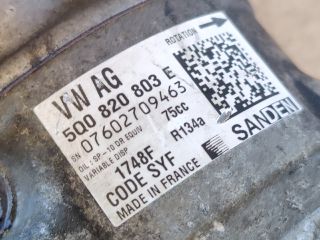 ROTATION
VW AG
5Q0 820 803 E
SN 07602709463
OIL : SP-10 OR EQUIV 75cc
VARIABLE DISP R134a
1748F
CODE SYF SANDEN
MADE IN FRANCE